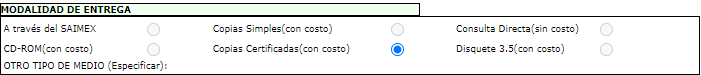 MODALIDAD DE ENTREGA
A través del SAIMEX Copias Simples(con costo) Consulta Directa(sin costo)
CD-ROM(con costo) Copias Certificadas(con costo) Disquete 3.5(con costo)
OTRO TIPO DE MEDIO (Especificar):